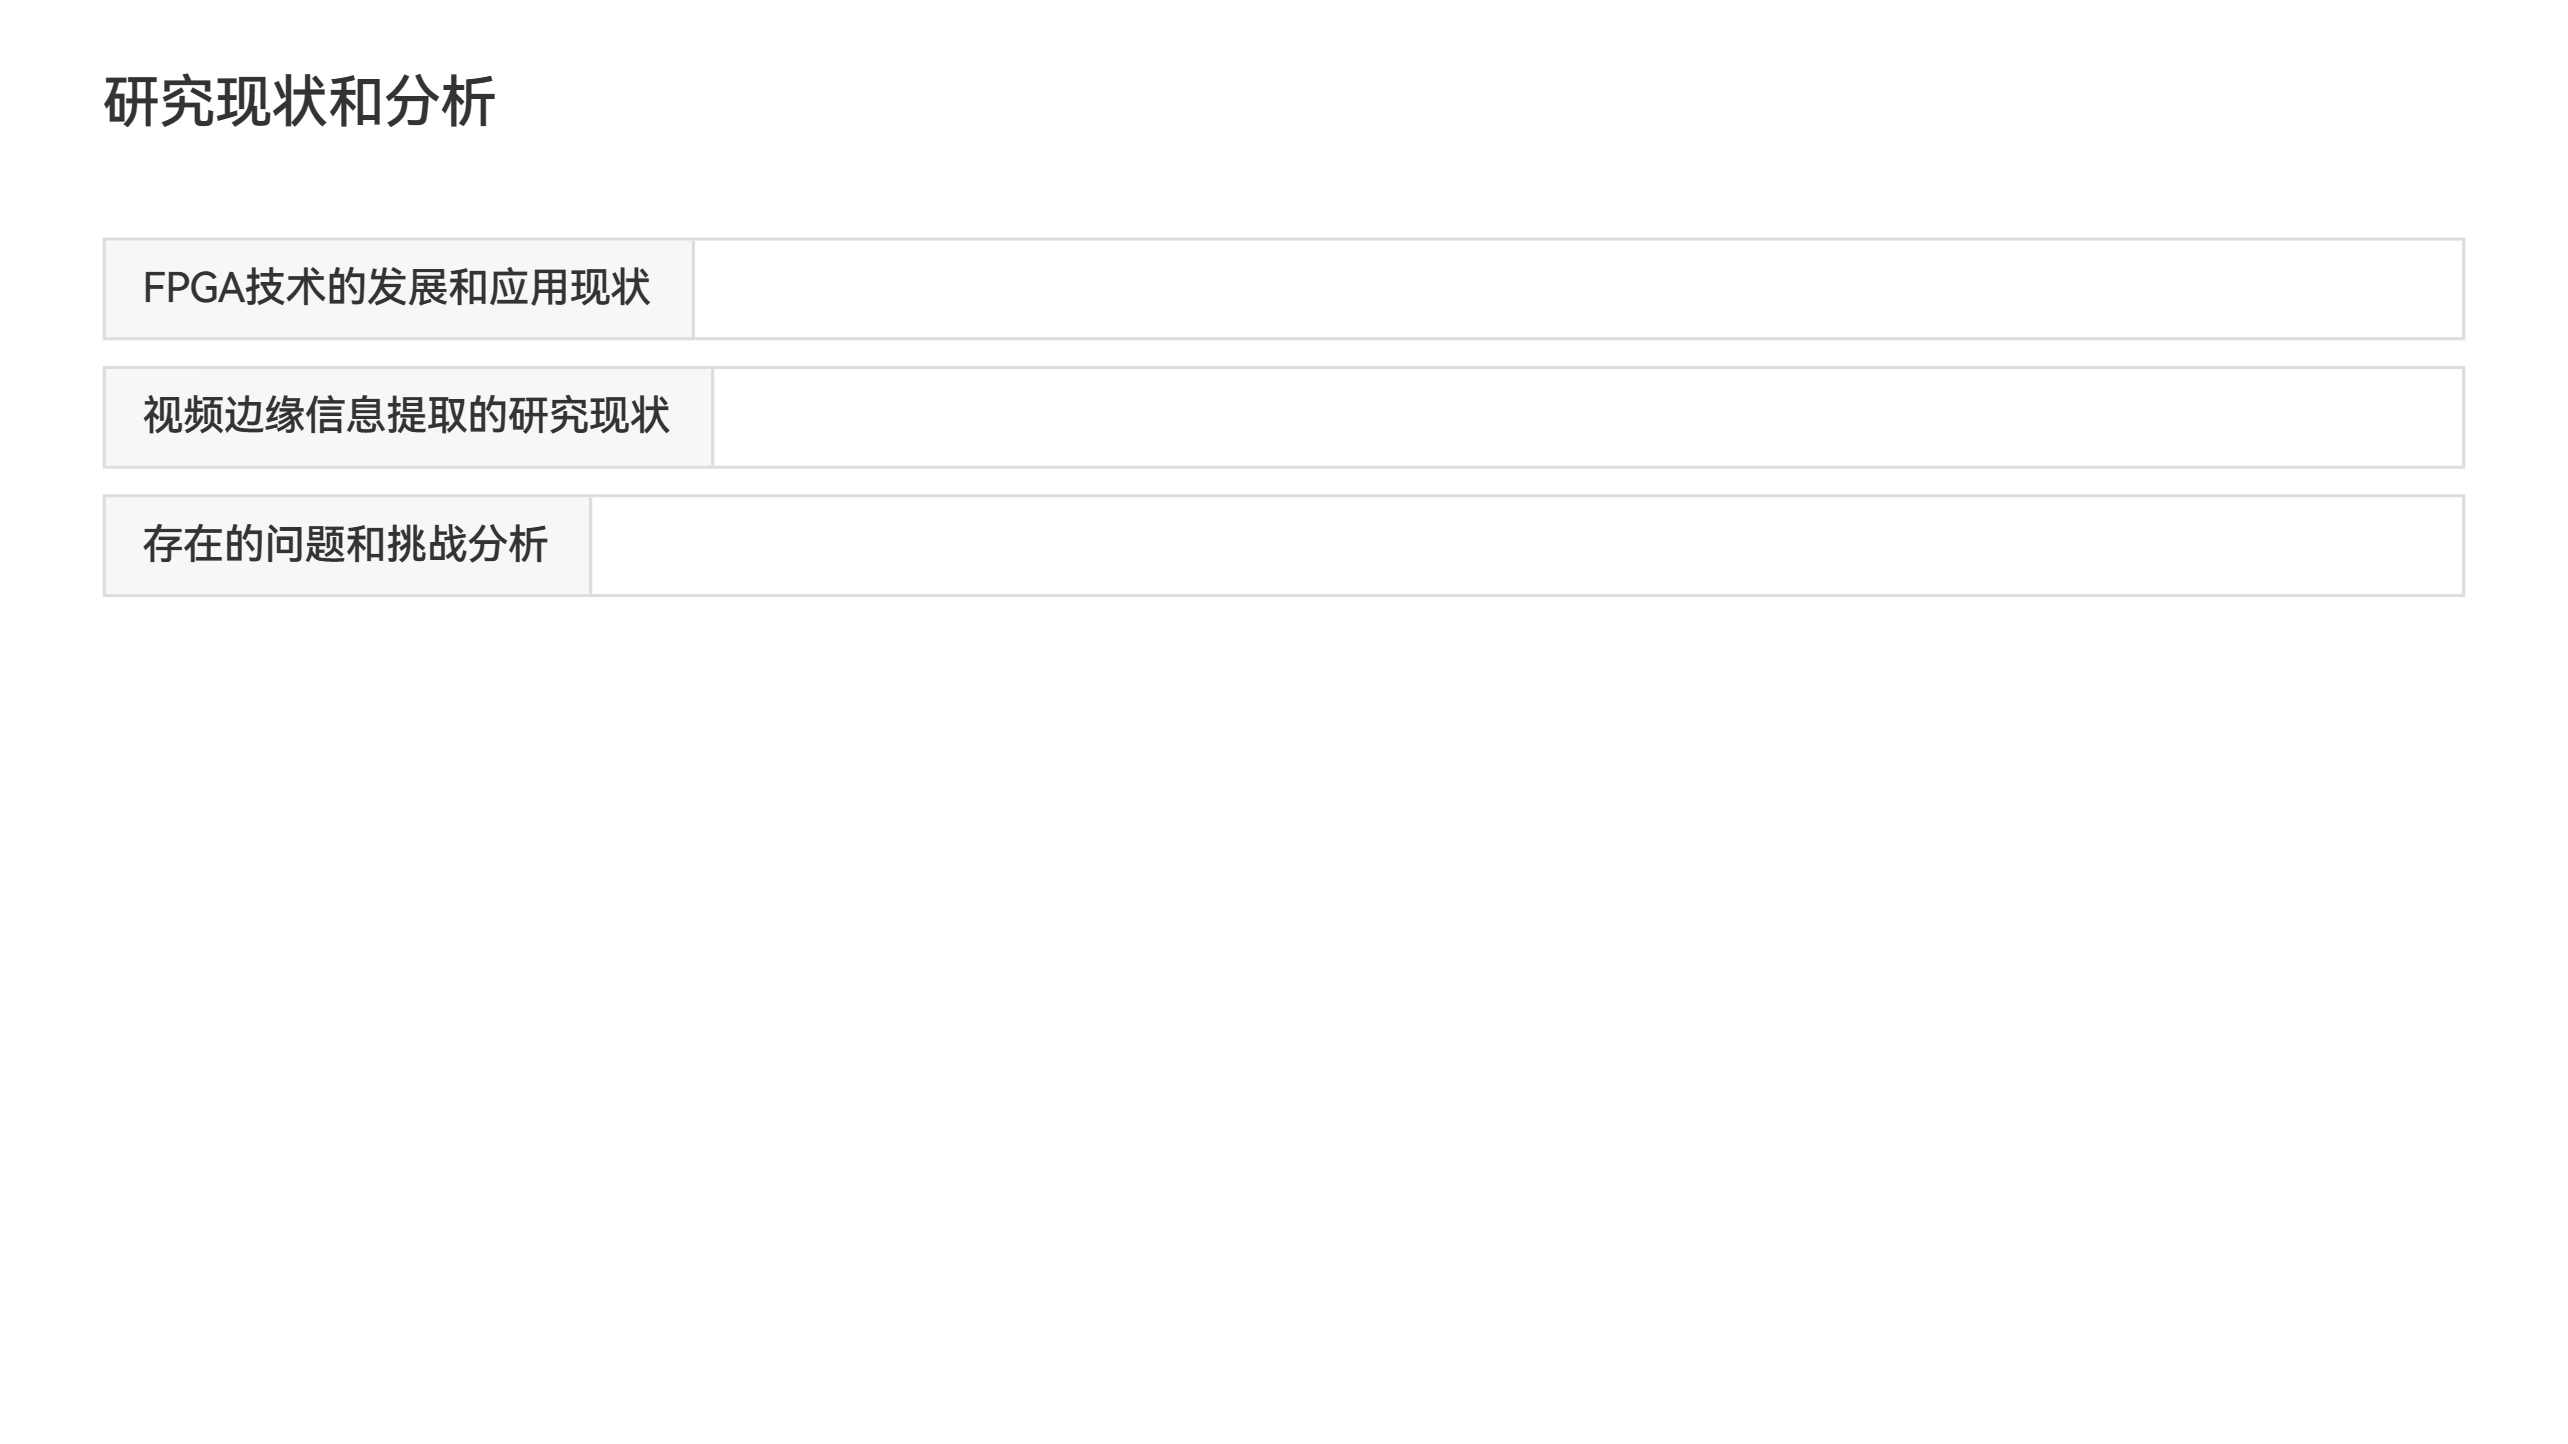 研究现状和分析
FPGA技术的发展和应用现状
视频边缘信息提取的研究现状
存在的问题和挑战分析